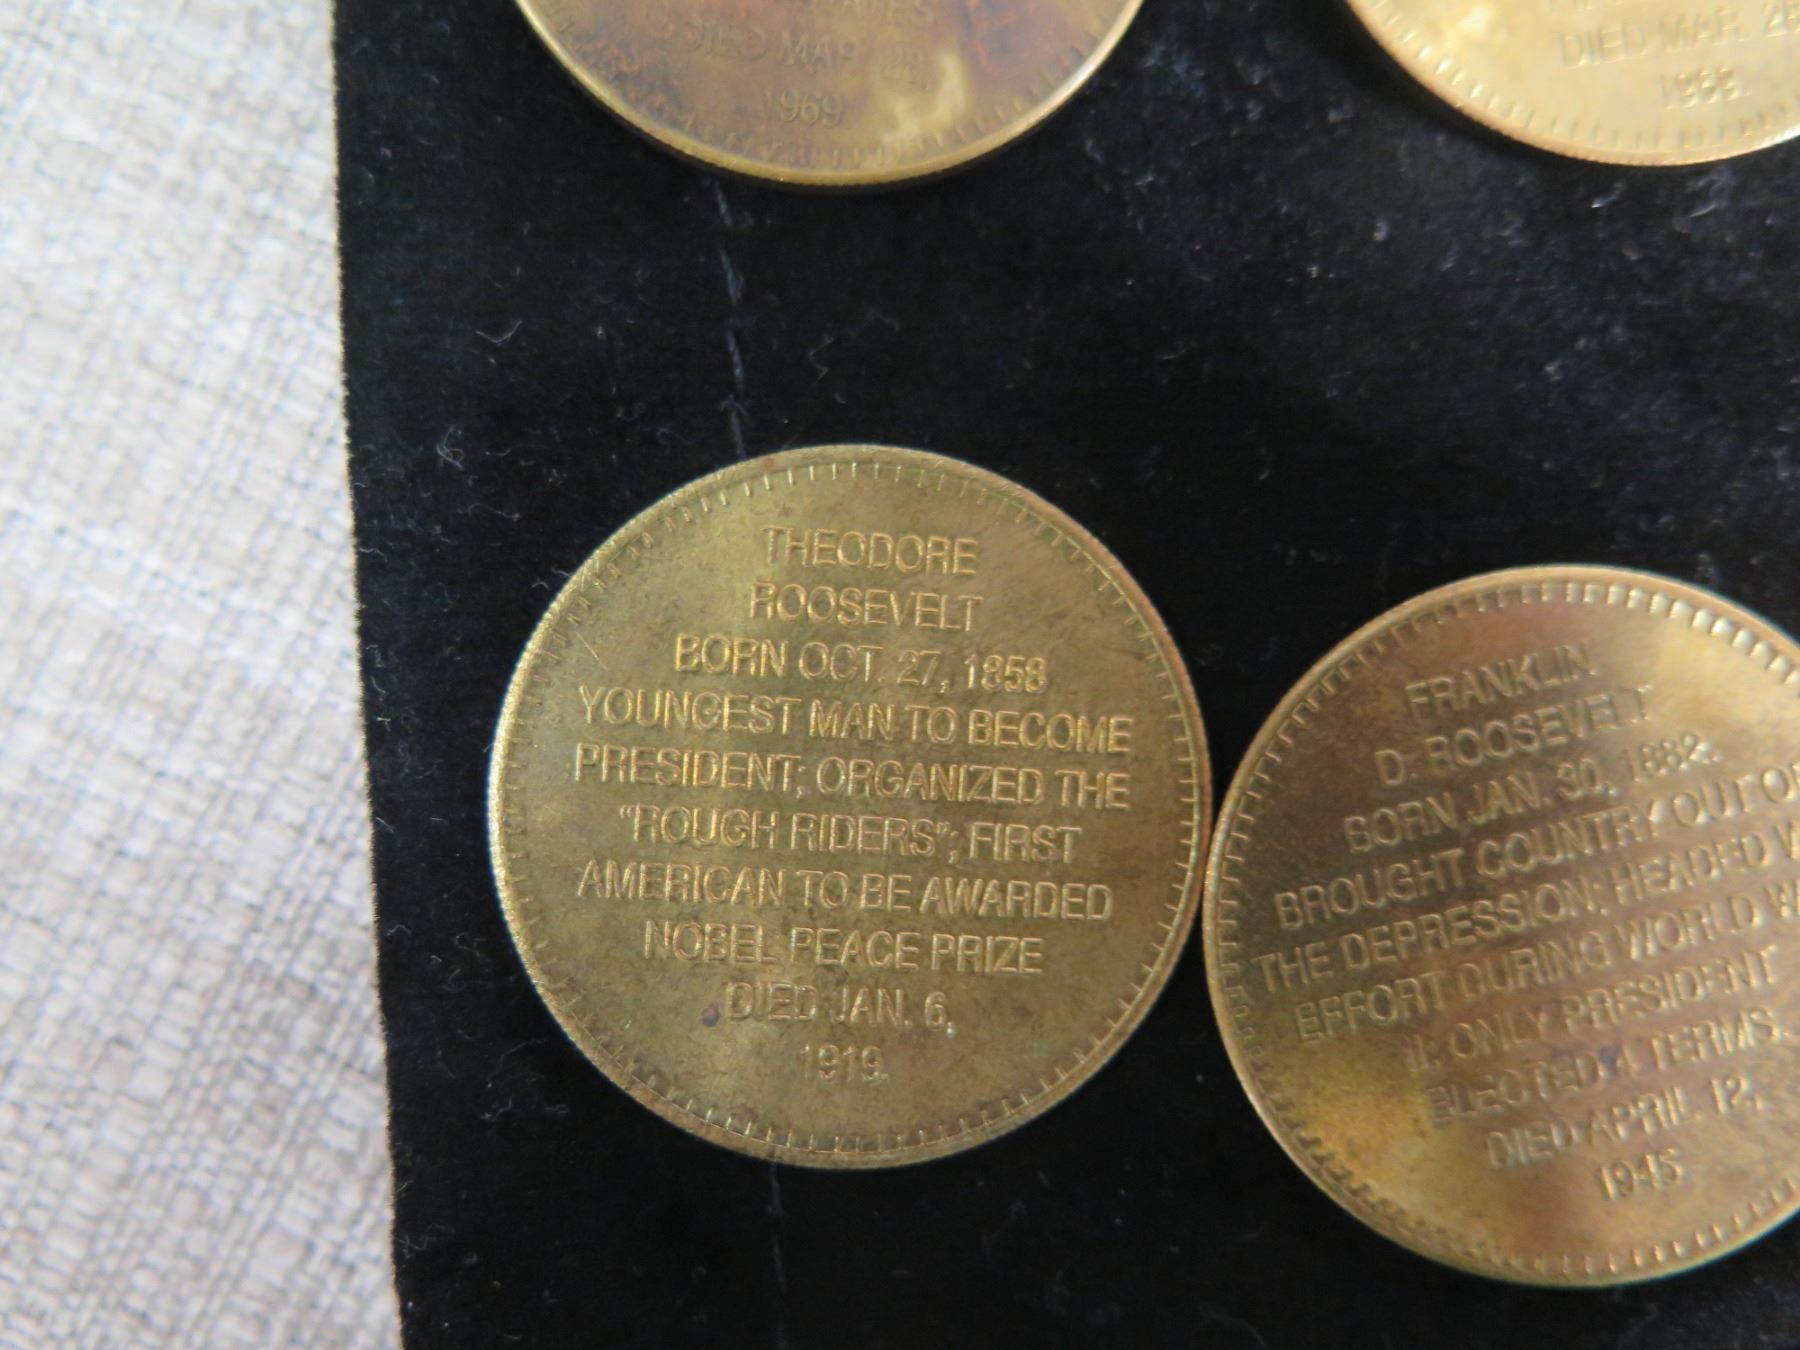 DIED MAR 28
1969
DIED MAR 28
1969.
THEODORE
ROOSEVELT
BORN OCT. 27, 1858
YOUNGEST MAN TO BECOME
PRESIDENT; ORGANIZED THE
"ROUGH RIDERS"; FIRST
AMERICAN TO BE AWARDED
NOBEL PEACE PRIZE
DIED JAN. 6,
1919.
FRANKLIN
D. ROOSEVELT
BORN JAN. 30, 1882.
BROUGHT COUNTRY OUT OF
THE DEPRESSION; HEADED
EFFORT DURING WORLD
II; ONLY PRESIDENT
ELECTED 4 TERMS.
DIED APRIL 12,
1945.